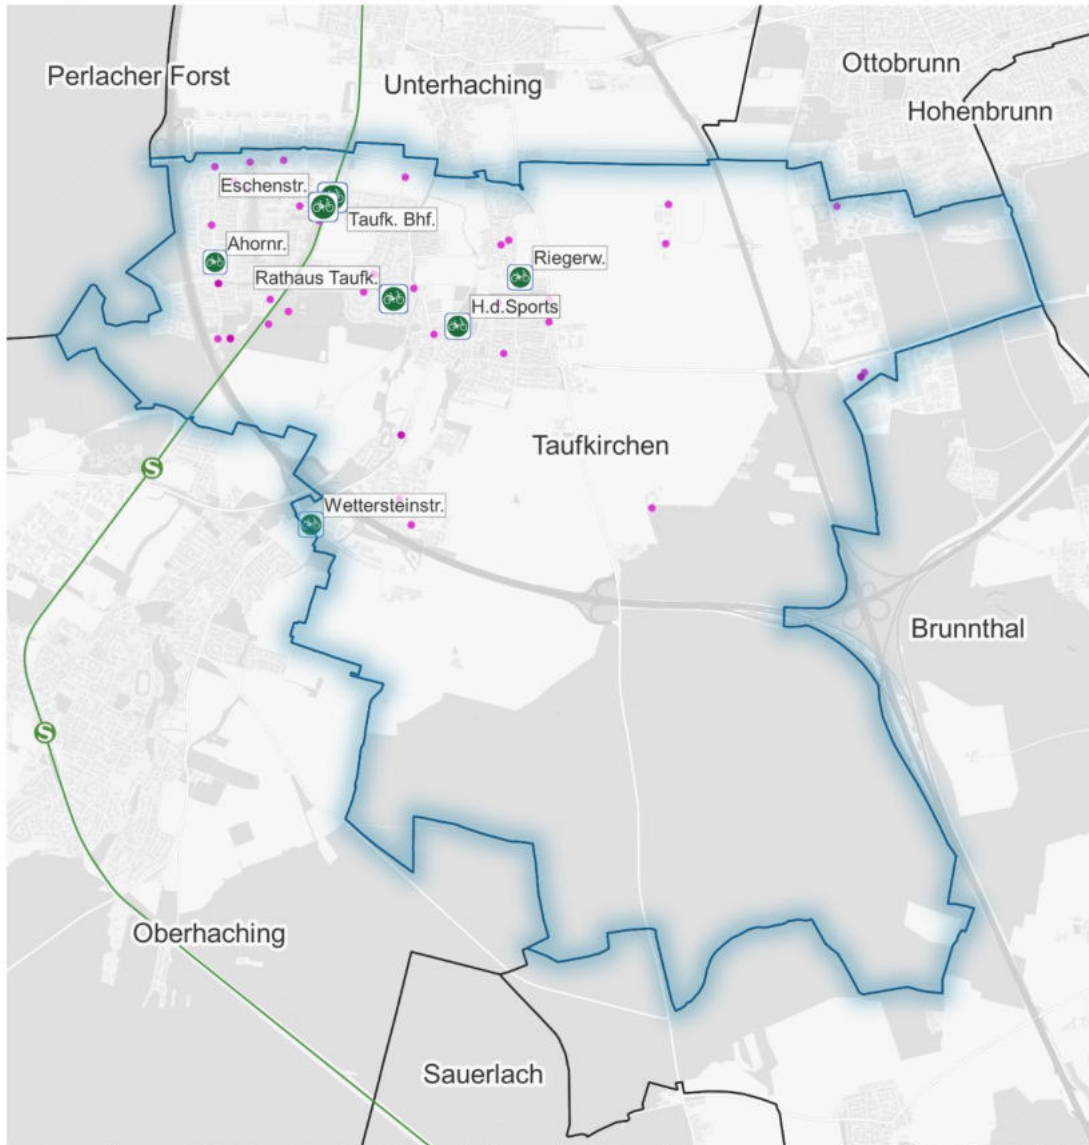 Ottobrunn
Perlacher Forst
Unterhaching
Hohenbrunn
Eschenstr.
Taufk. Bhf.
Ahornr.
Riegerw.
Rathaus Taufk.
H.d.Sports
Taufkirchen
S
Wettersteinstr.
Brunnthal
S
Oberhaching
Sauerlach